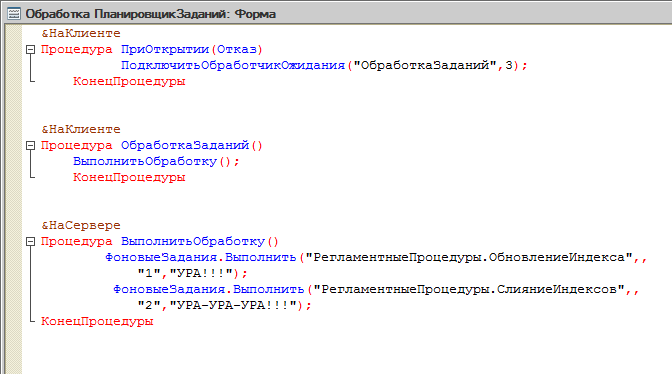 Обработка ПланировщикЗаданий: Форма
&НаКлиенте
Процедура ПриОткрытии(Отказ)
ПодключитьОбработчикОжидания("ОбработкаЗаданий",3);
КонецПроцедуры
&НаКлиенте
Процедура ОбработкаЗаданий()
ВыполнитьОбработку();
КонецПроцедуры
&НаСервере
Процедура ВыполнитьОбработку()
ФоновыеЗадания.Выполнить("РегламентныеПроцедуры.ОбновлениеИндекса",,
"1","УРА!!!");
ФоновыеЗадания.Выполнить("РегламентныеПроцедуры.СлияниеИндексов",,
"2","УРА-УРА-УРА!!!");
КонецПроцедуры